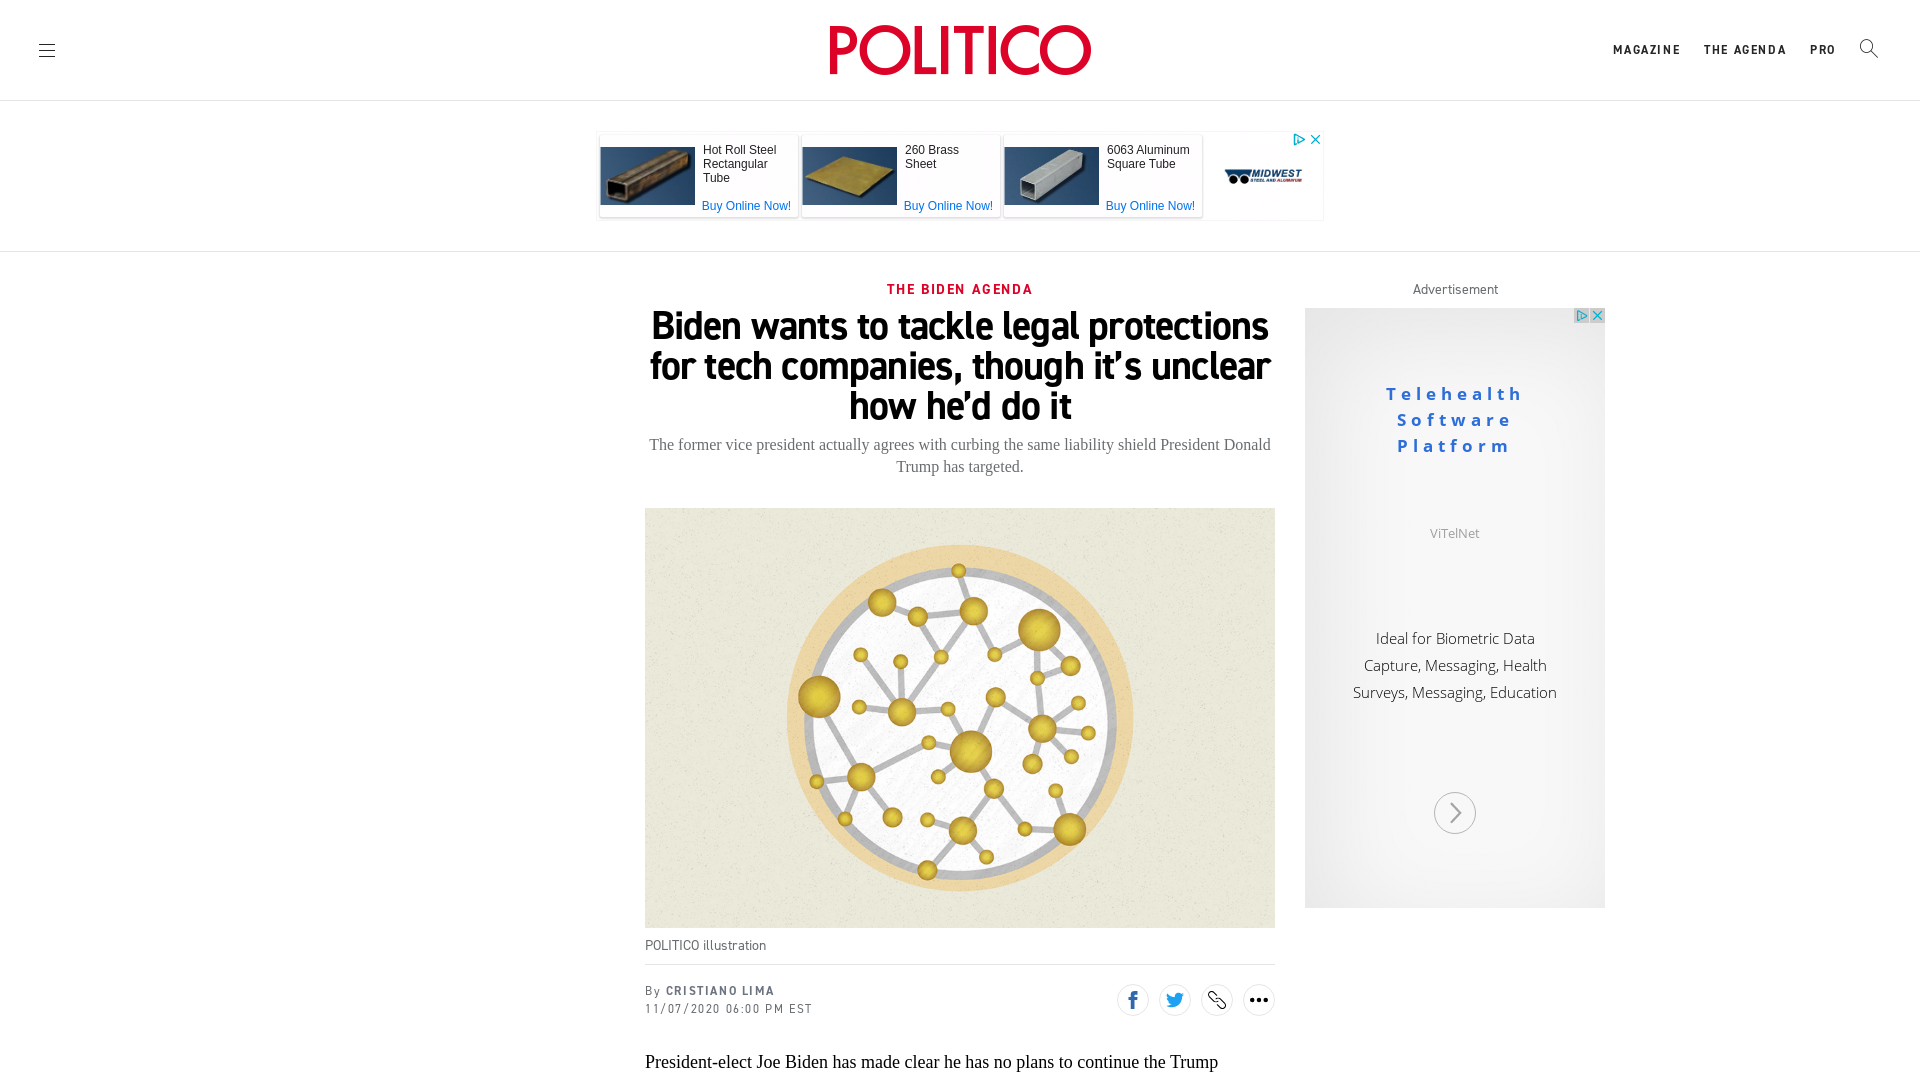 POLITICO
MAGAZINE
THE AGENDA
PRO
Hot Roll Steel
Rectangular
Tube
Buy Online Now!
260 Brass
Sheet
Buy Online Now!
6063 Aluminum
Square Tube
Buy Online Now!
MIDWEST
STEEL AND ALUMINUM
THE BIDEN AGENDA
Biden wants to tackle legal protections
for tech companies, though it’s unclear
how he’d do it
The former vice president actually agrees with curbing the same liability shield President Donald
Trump has targeted.
POLITICO illustration
By CRISTIANO LIMA
11/07/2020 06:00 PM EST
President-elect Joe Biden has made clear he has no plans to continue the Trump
Advertisement
Telehealth
Software
Platform
ViTelNet
Ideal for Biometric Data
Capture, Messaging, Health
Surveys, Messaging, Education